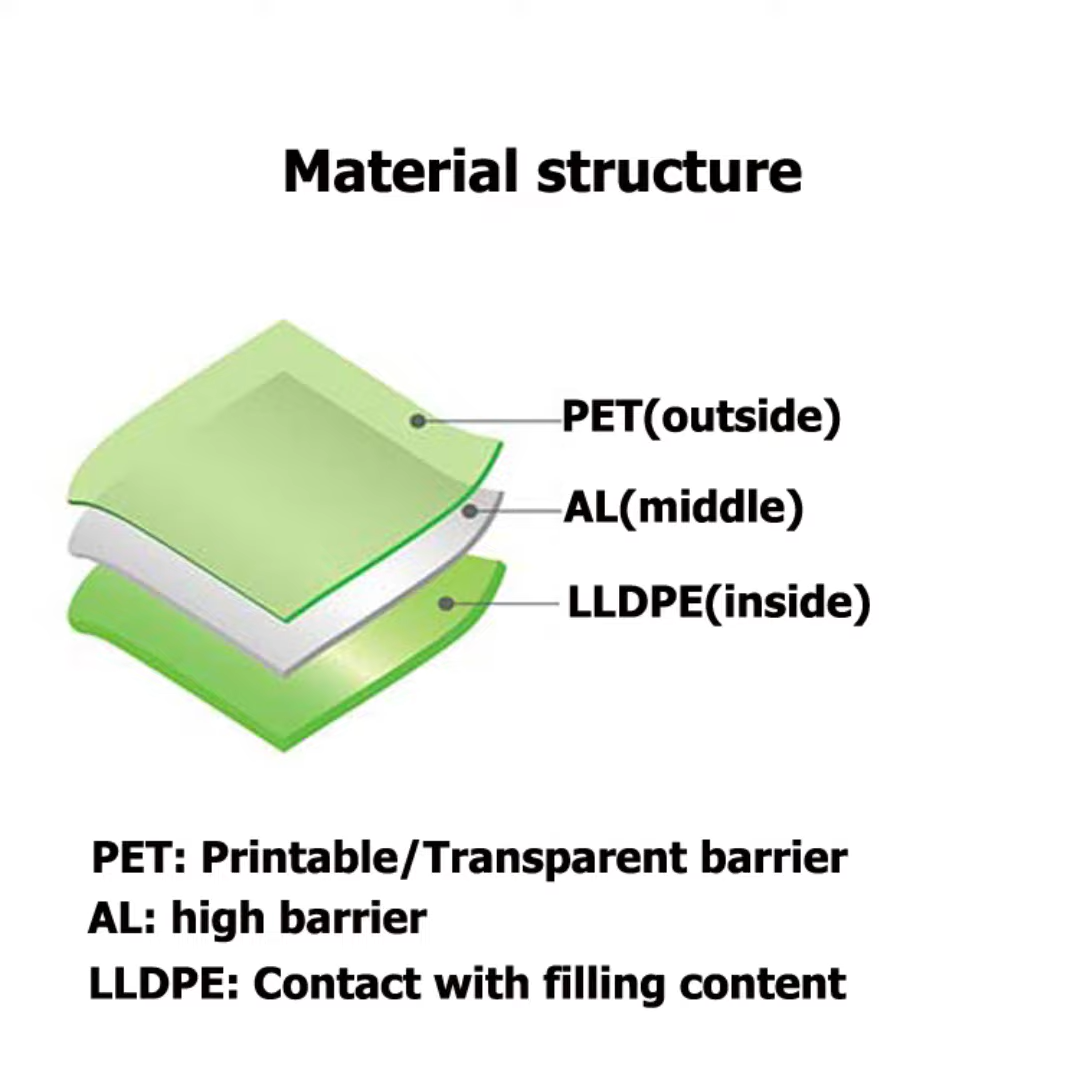 Material structure
PET(outside)
AL(middle)
LLDPE(inside)
PET: Printable/Transparent barrier
AL: high barrier
LLDPE: Contact with filling content